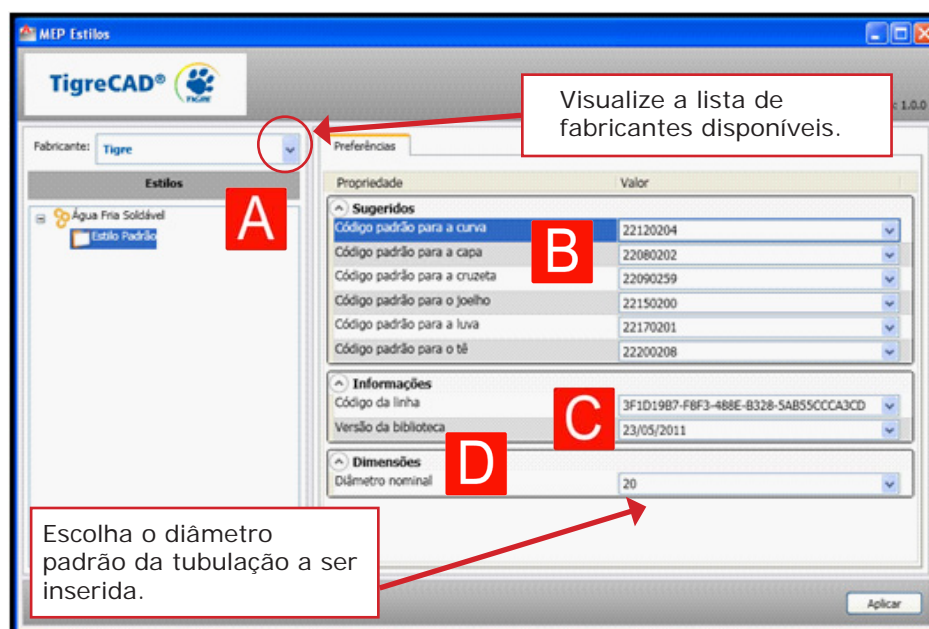 MEP Estilos
TigreCAD®
TIGRE
Visualize a lista de
fabricantes disponíveis.
: 1.0.0
Fabricante: Tigre
Preferências
Estilos
Propriedade Valor
Água Fria Soldável
Estilo Padrão
A
Sugeridos
Código padrão para a curva 22120204
B
Código padrão para a capa 22080202
Código padrão para a cruzeta 22090259
Código padrão para o joelho 22150200
Código padrão para a luva 22170201
Código padrão para o tê 22200208
Informações
Código da linha 3F1D19B7-F8F3-488E-B328-5AB55CCCA3CD
C
Versão da biblioteca 23/05/2011
D
Dimensões
Diâmetro nominal 20
Escolha o diâmetro
padrão da tubulação a ser
inserida.
Aplicar